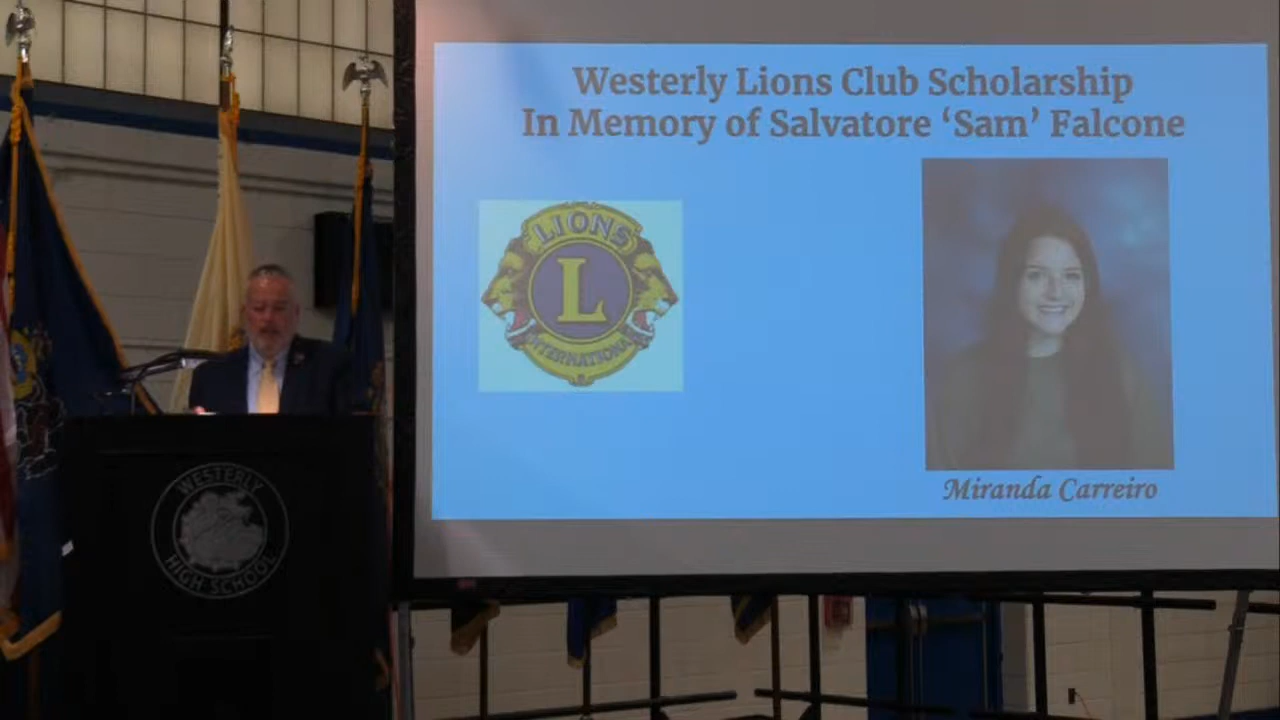 Westerly Lions Club Scholarship
In Memory of Salvatore ‘Sam’ Falcone
LIONS
L
INTERNATIONAL
Miranda Carreiro
WESTERLY
HIGH SCHOOL